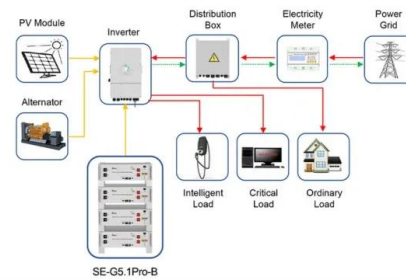 PV Module
Inverter
Distribution
Box
Electricity
Meter
Power
Grid
Alternator
Intelligent
Load
Critical
Load
Ordinary
Load
SE-G5.1Pro-B